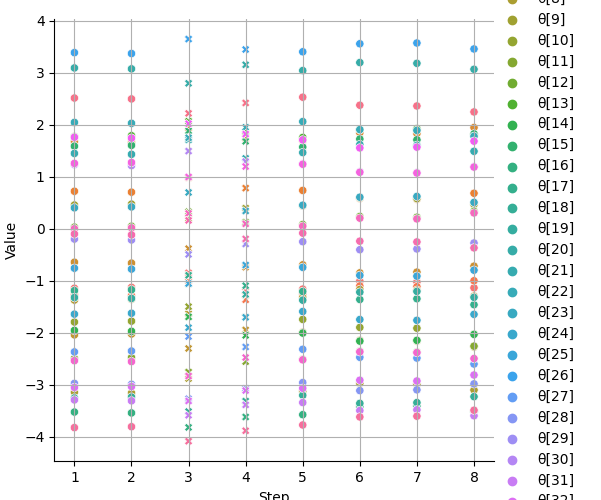 4
3
2
1
0
−1
−2
−3
−4
Value
1
2
3
4
5
6
7
8
Step
θ[8]
θ[9]
θ[10]
θ[11]
θ[12]
θ[13]
θ[14]
θ[15]
θ[16]
θ[17]
θ[18]
θ[19]
θ[20]
θ[21]
θ[22]
θ[23]
θ[24]
θ[25]
θ[26]
θ[27]
θ[28]
θ[29]
θ[30]
θ[31]
θ[32]